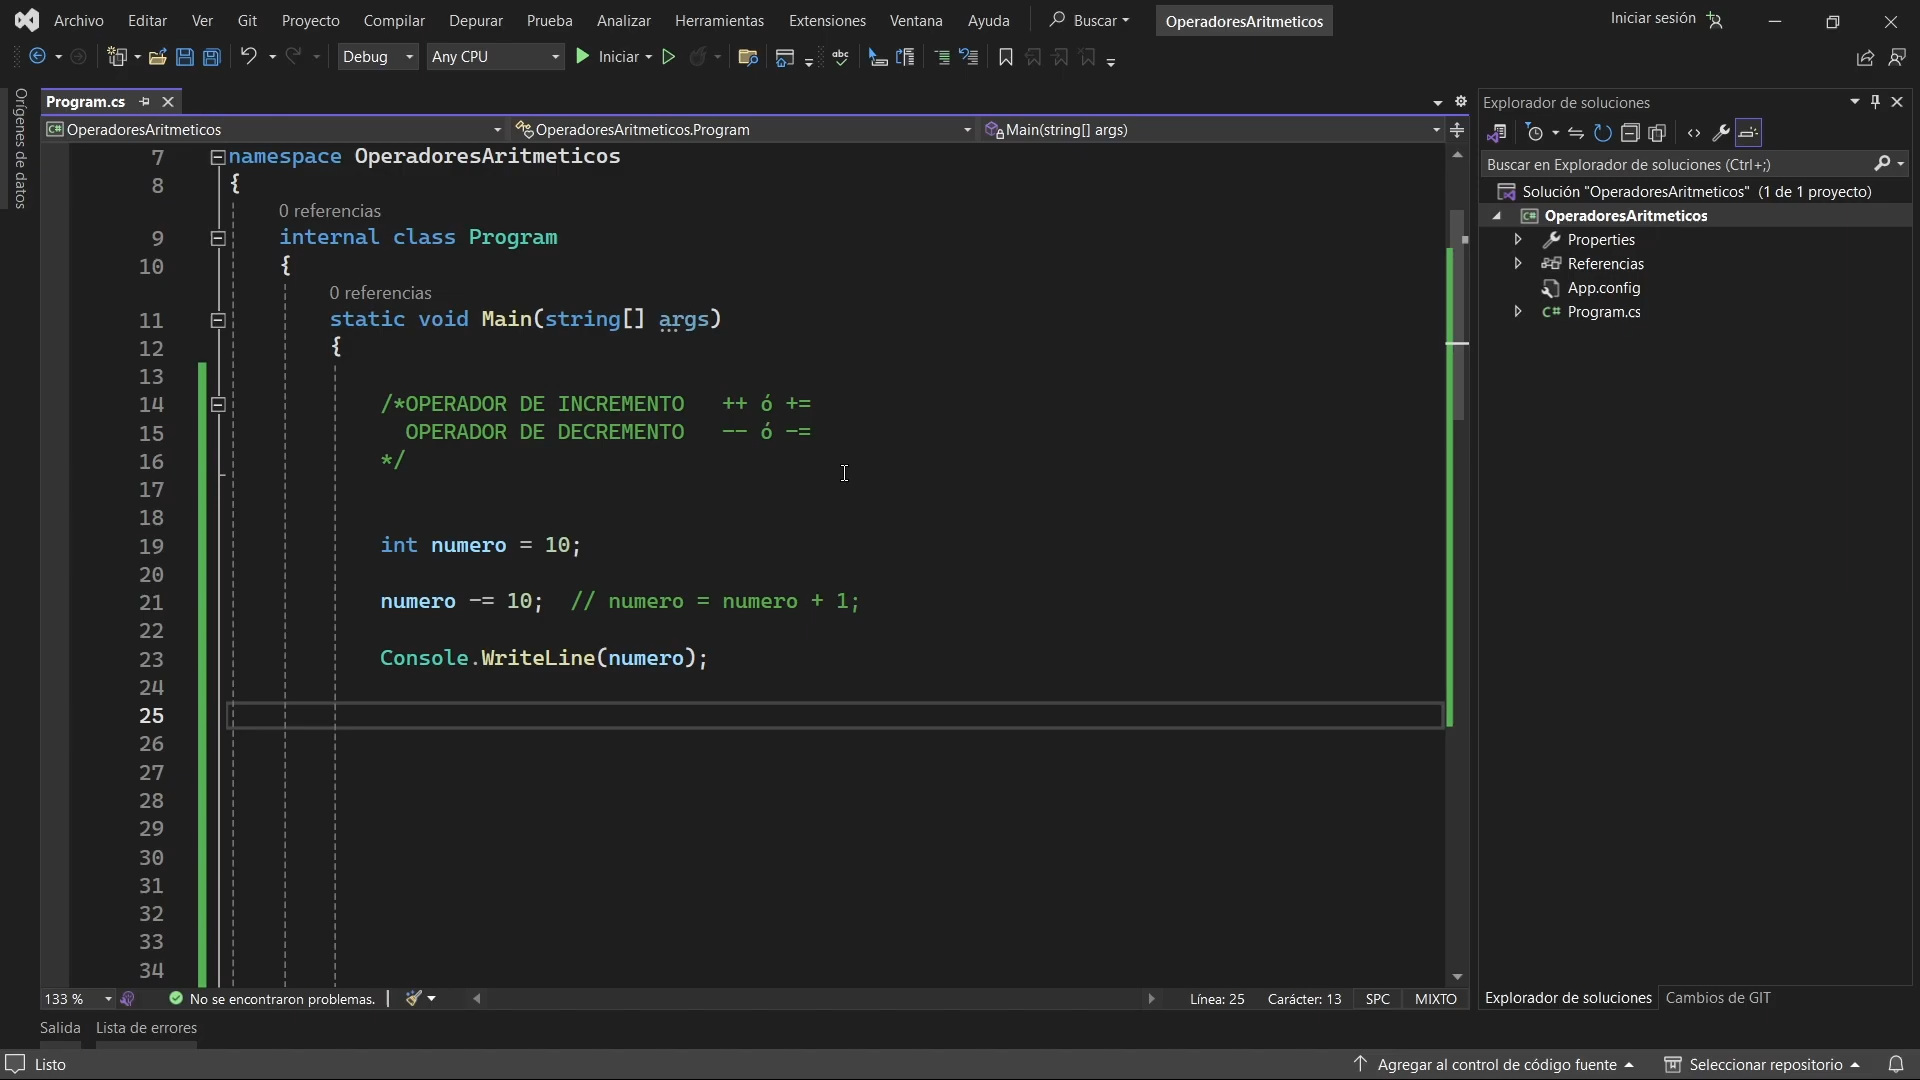 Archivo Editar Ver Git Proyecto Compilar Depurar Prueba Analizar Herramientas Extensiones Ventana Ayuda Buscar OperadoresAritmeticos Iniciar sesión
Debug Any CPU Iniciar abc
Orígenes de datos
Program.cs
OperadoresAritmeticos OperadoresAritmeticos.Program Main(string[] args)
7 namespace OperadoresAritmeticos
8 {
0 referencias
9 internal class Program
10 {
0 referencias
11 static void Main(string[] args)
12 {
13
14 /*OPERADOR DE INCREMENTO ++ ó +=
15 OPERADOR DE DECREMENTO -- ó -=
16 */
17
18
19 int numero = 10;
20
21 numero -= 10; // numero = numero + 1;
22
23 Console.WriteLine(numero);
24
25
26
27
28
29
30
31
32
33
34
133 % No se encontraron problemas. Línea: 25 Carácter: 13 SPC MIXTO
Explorador de soluciones
Buscar en Explorador de soluciones (Ctrl+;)
Solución "OperadoresAritmeticos" (1 de 1 proyecto)
C# OperadoresAritmeticos
Properties
Referencias
App.config
C# Program.cs
Explorador de soluciones Cambios de GIT
Salida Lista de errores
Listo Agregar al control de código fuente Seleccionar repositorio